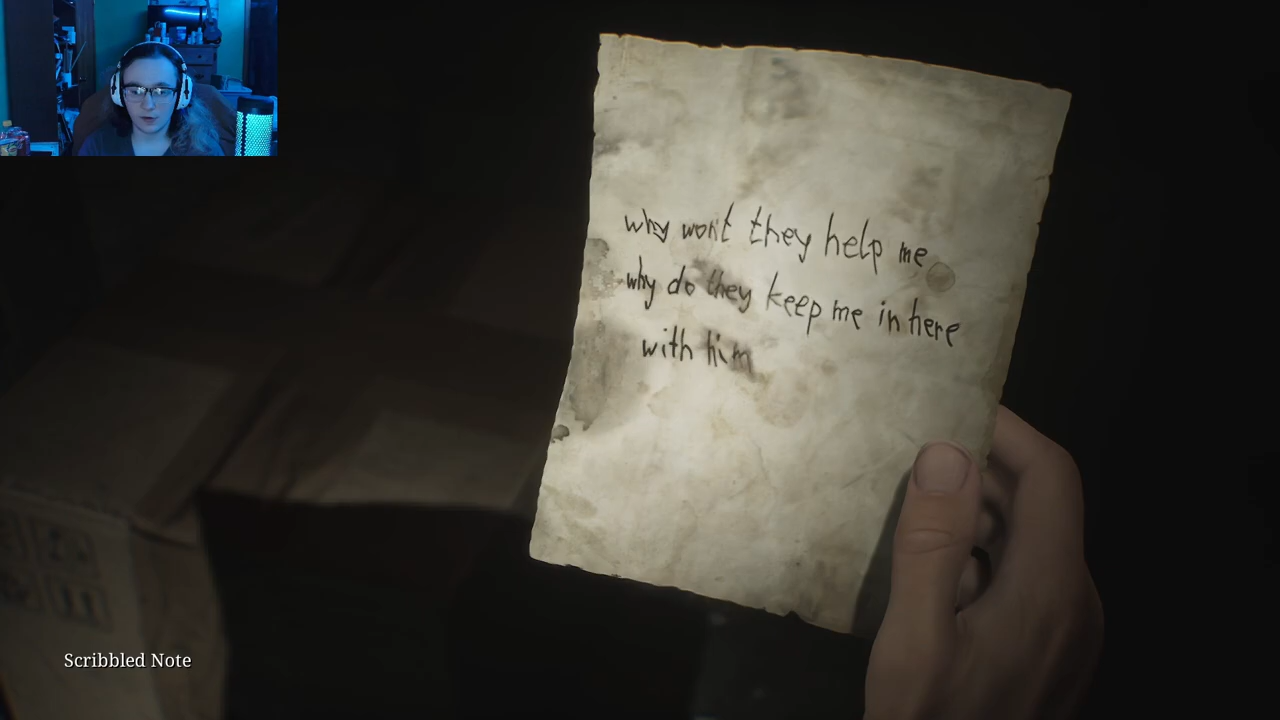 why won't they help me
why do they keep me in here
with him
Scribbled Note